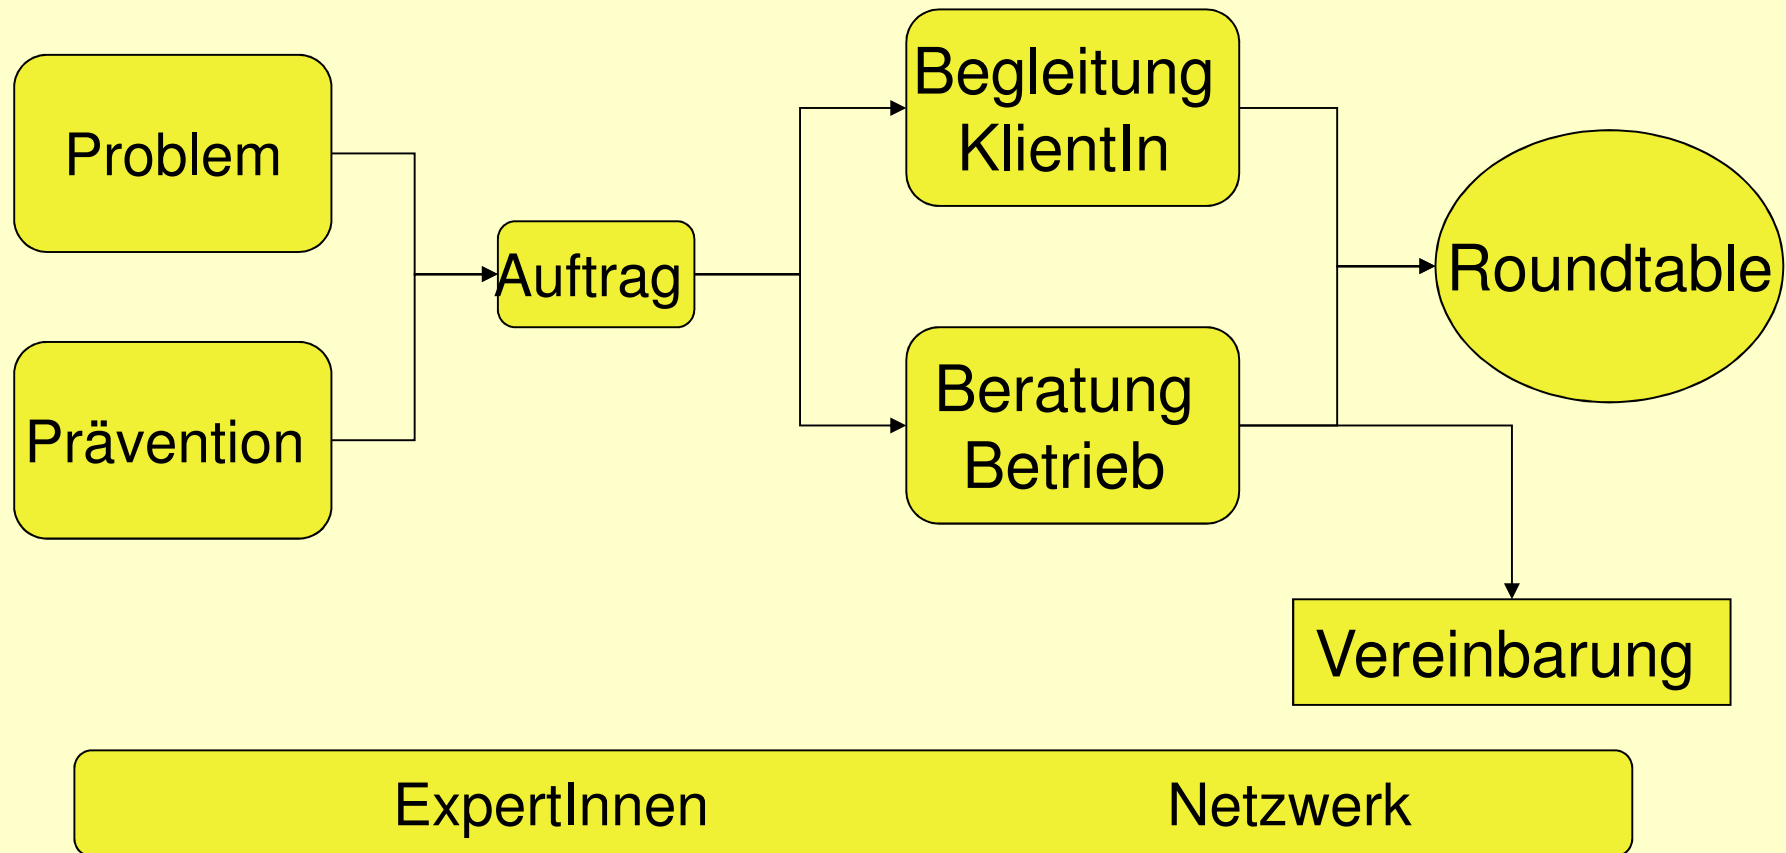 Problem
Prävention
Auftrag
Begleitung
KlientIn
Beratung
Betrieb
Roundtable
Vereinbarung
ExpertInnen Netzwerk